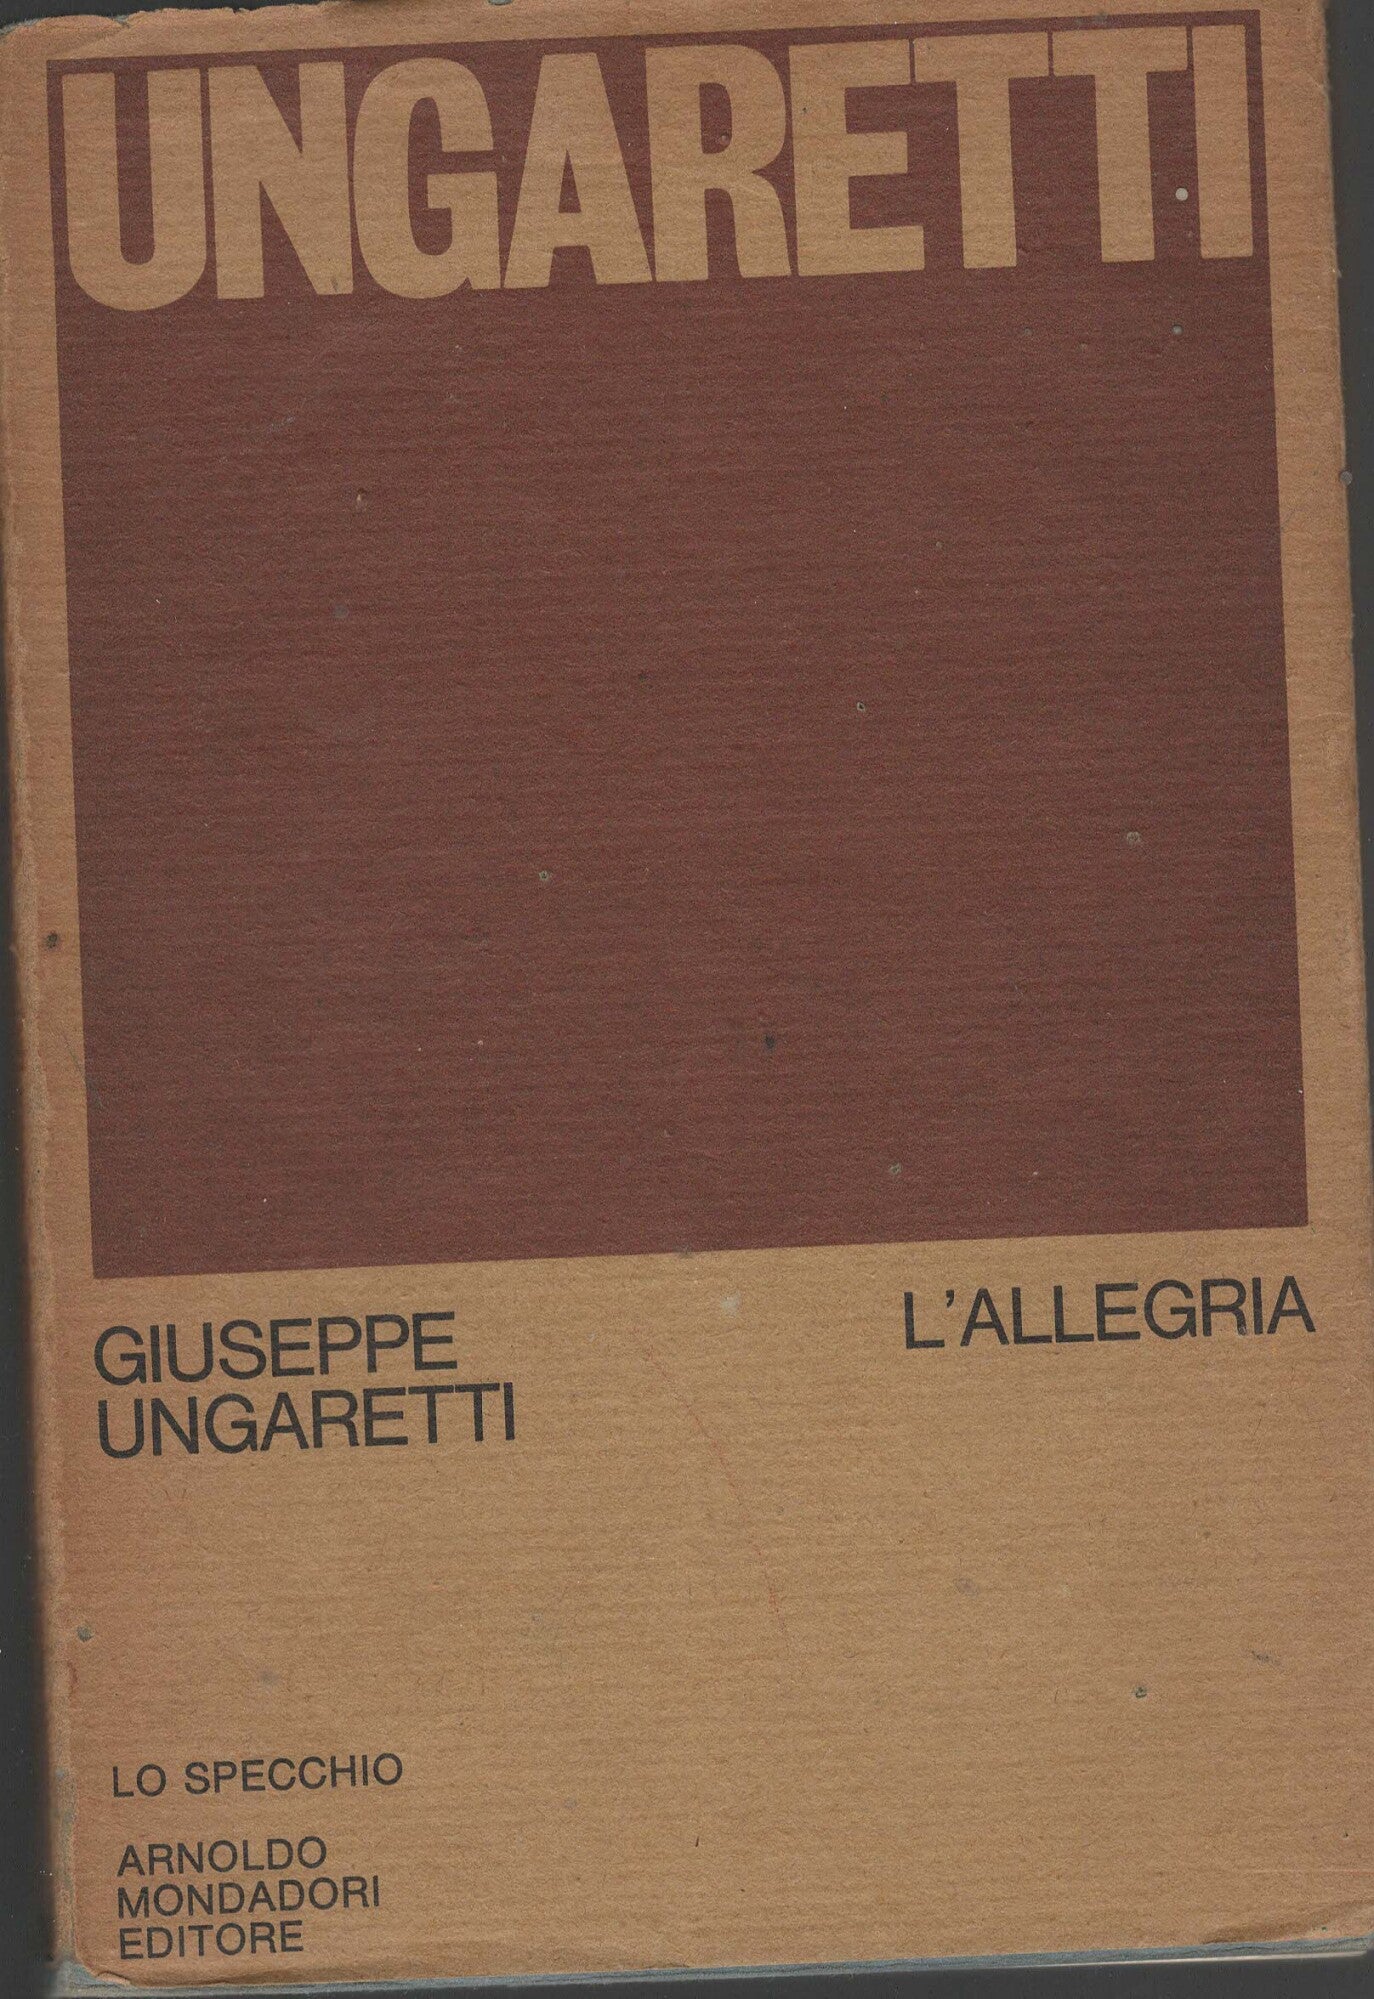 UNGARETTI
GIUSEPPE
UNGARETTI
L'ALLEGRIA
LO SPECCHIO
ARNOLDO
MONDADORI
EDITORE